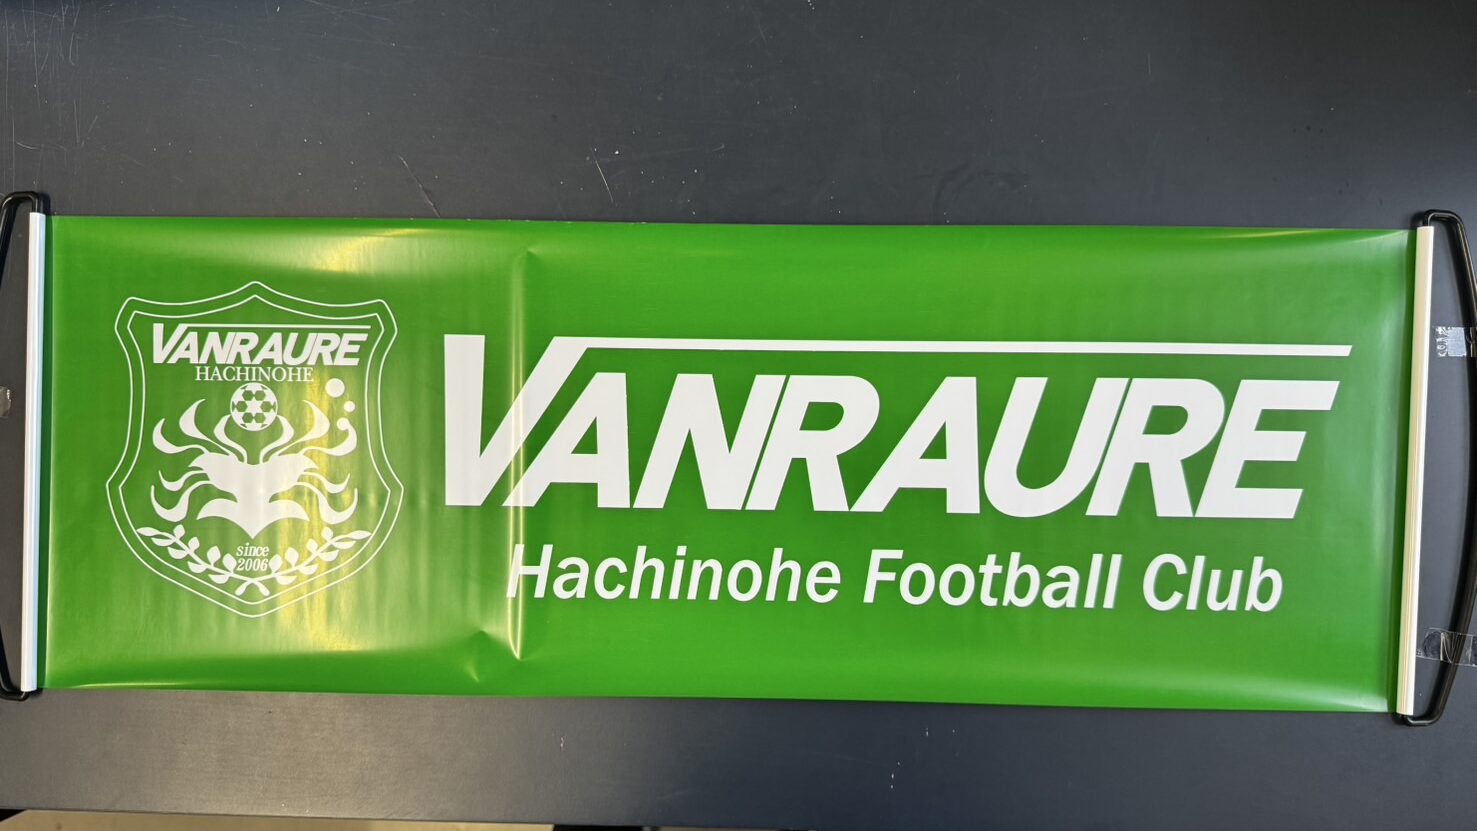 VANRAURE
HACHINOHE
since
2006
VANRAURE
Hachinohe Football Club